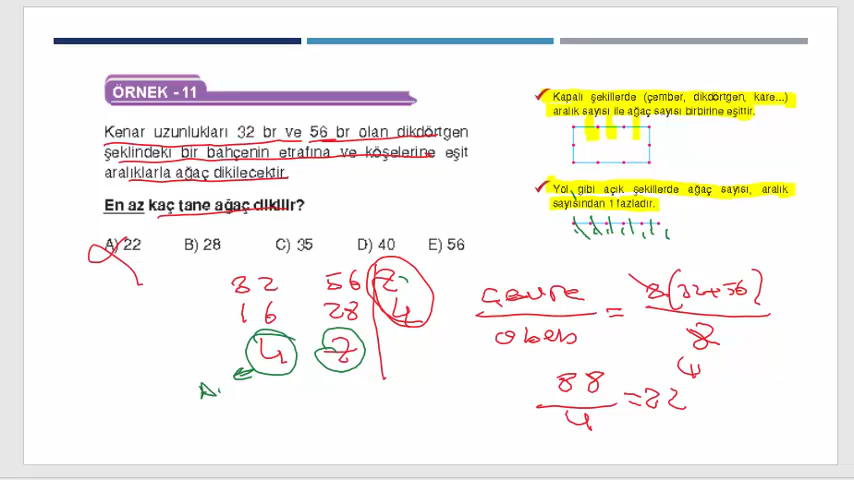 ÖRNEK - 11
Kenar uzunlukları 32 br ve 56 br olan dikdörtgen
şeklindeki bir bahçenin etrafına ve köşelerine eşit
aralıklarla ağaç dikilecektir.
En az kaç tane ağaç dikilir?
A) 22 B) 28 C) 35 D) 40 E) 56
Kapalı şekillerde (çember, dikdörtgen, kare...)
aralık sayısı ile ağaç sayısı birbirine eşittir.
Yol gibi açık şekillerde ağaç sayısı, aralık
sayısından 1 fazladır.
32 56 2
16 28 4
4 7
A.
çevre = 2(32+56)
obeb 8
4
88 = 22
4